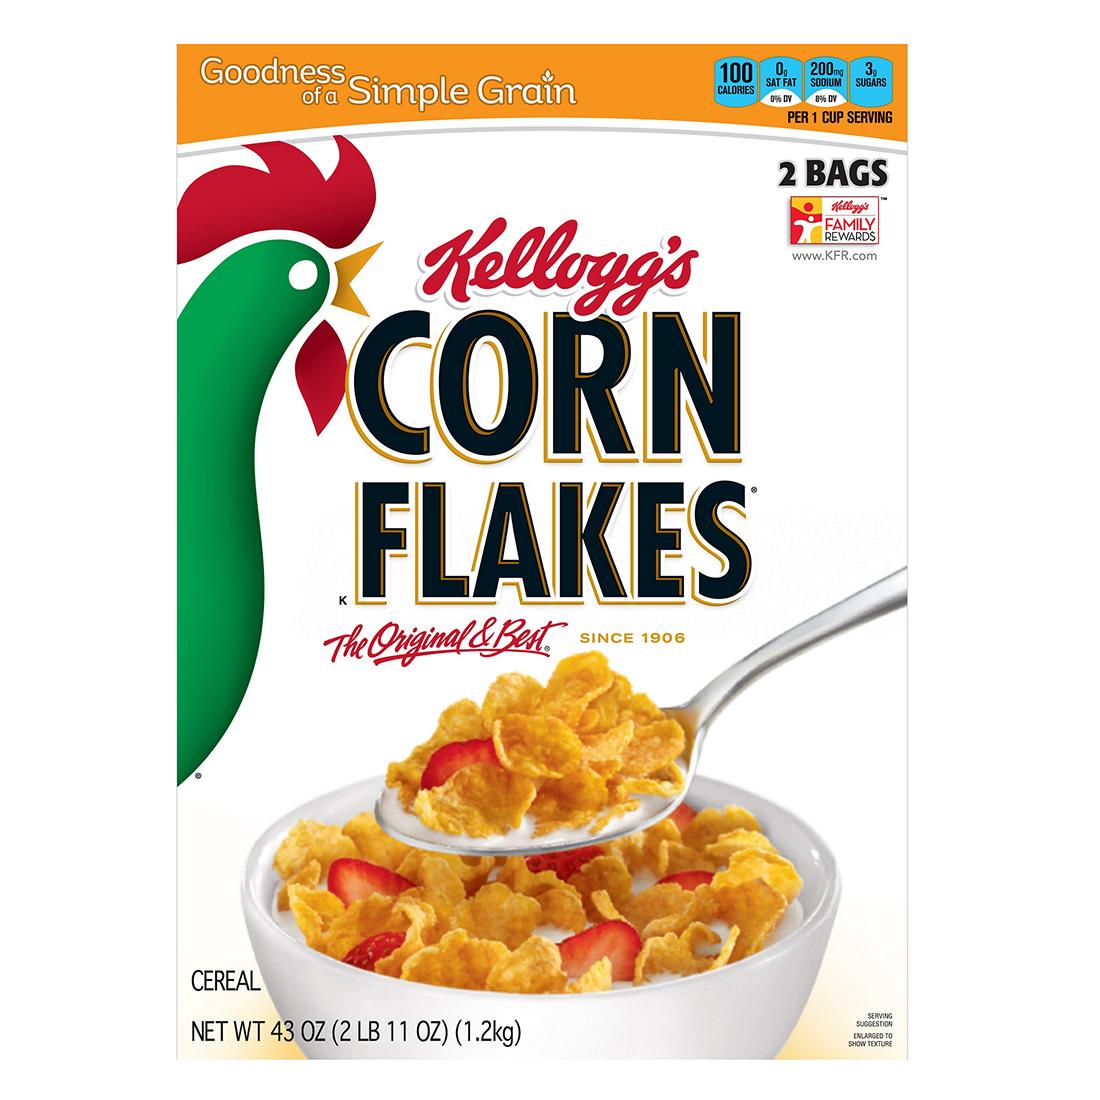 Goodness
of a Simple Grain
100
CALORIES
0g
SAT FAT
0% DV
200mg
SODIUM
8% DV
3g
SUGARS
PER 1 CUP SERVING
2 BAGS
Kellogg's
FAMILY
REWARDS
™
www.KFR.com
Kellogg's
CORN
FLAKES®
K
The Original & Best®
SINCE 1906
®
CEREAL
NET WT 43 OZ (2 LB 11 OZ) (1.2kg)
SERVING
SUGGESTION
ENLARGED TO
SHOW TEXTURE